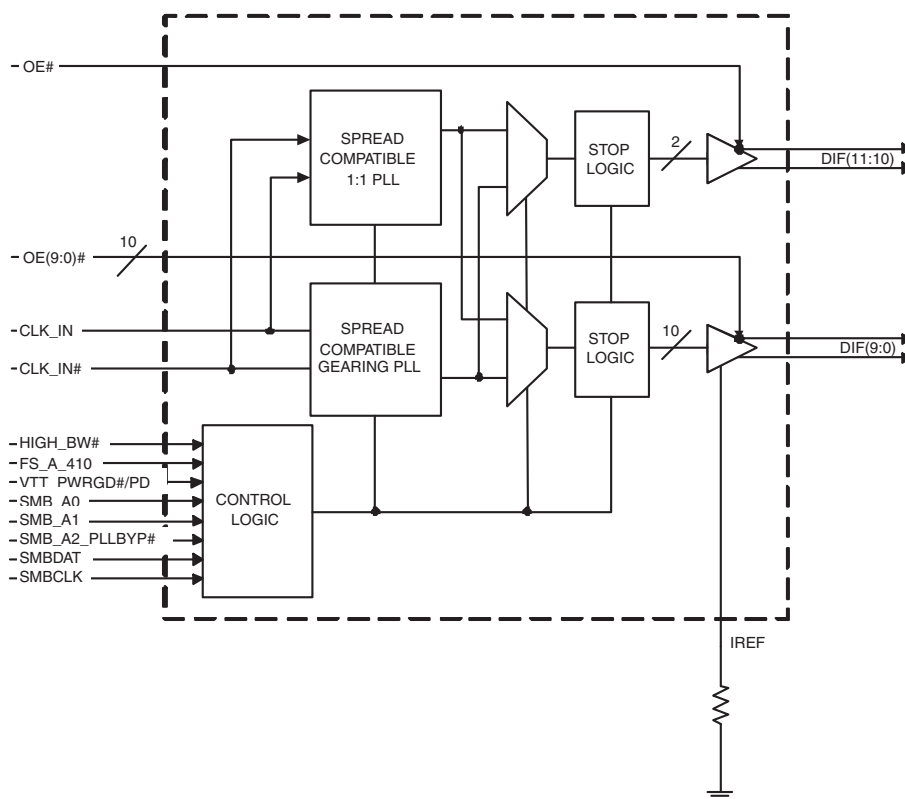 OE#
SPREAD
COMPATIBLE
1:1 PLL
STOP
LOGIC
2
DIF(11:10)
OE(9:0)#
10
CLK_IN
CLK_IN#
SPREAD
COMPATIBLE
GEARING PLL
STOP
LOGIC
10
DIF(9:0)
HIGH_BW#
FS_A_410
VTT_PWRGD#/PD
SMB_A0
SMB_A1
SMB_A2_PLLBYP#
SMBDAT
SMBCLK
CONTROL
LOGIC
IREF